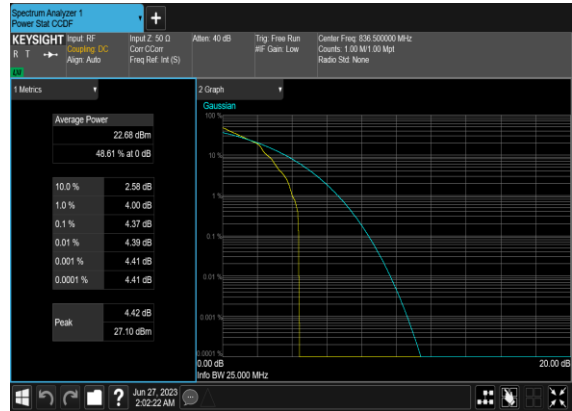 Spectrum Analyzer 1
Power Stat CCDF
+
KEYSIGHT
R T
LXI
Input: RF
Coupling: DC
Align: Auto
Input Z: 50 Ω
Corr CCorr
Freq Ref: Int (S)
Atten: 40 dB
Trig: Free Run
#IF Gain: Low
Center Freq: 836.500000 MHz
Counts: 1.00 M/1.00 Mpt
Radio Std: None
1 Metrics
Average Power
22.68 dBm
48.61 % at 0 dB
10.0 % 2.58 dB
1.0 % 4.00 dB
0.1 % 4.37 dB
0.01 % 4.39 dB
0.001 % 4.41 dB
0.0001 % 4.41 dB
Peak 4.42 dB
27.10 dBm
2 Graph
Gaussian
100 %
10 %
1 %
0.1 %
0.01 %
0.001 %
0.0001 %
0.00 dB 20.00 dB
Info BW 25.000 MHz
?
Jun 27, 2023
2:02:22 AM